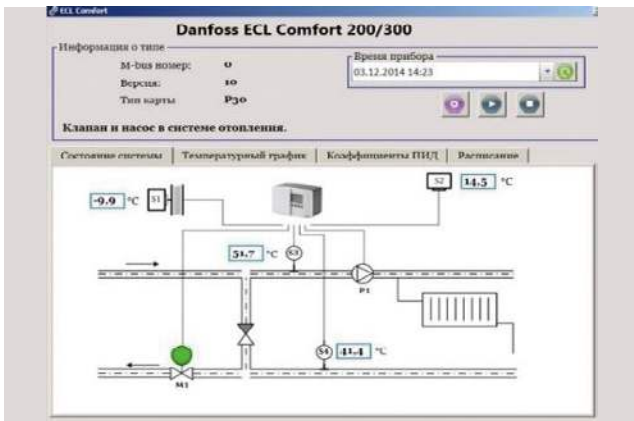 ECL Comfort
Danfoss ECL Comfort 200/300
Информация о типе
M-bus номер: 0
Версия: 10
Тип карты P30
Клапан и насос в системе отопления.
Время прибора
03.12.2014 14:23
Состояние системы Температурный график Коэффициенты ПИД Расписание
-9.9 °C S1
S2 14.5 °C
51.7 °C S3
P1
S4 41.4 °C
M1